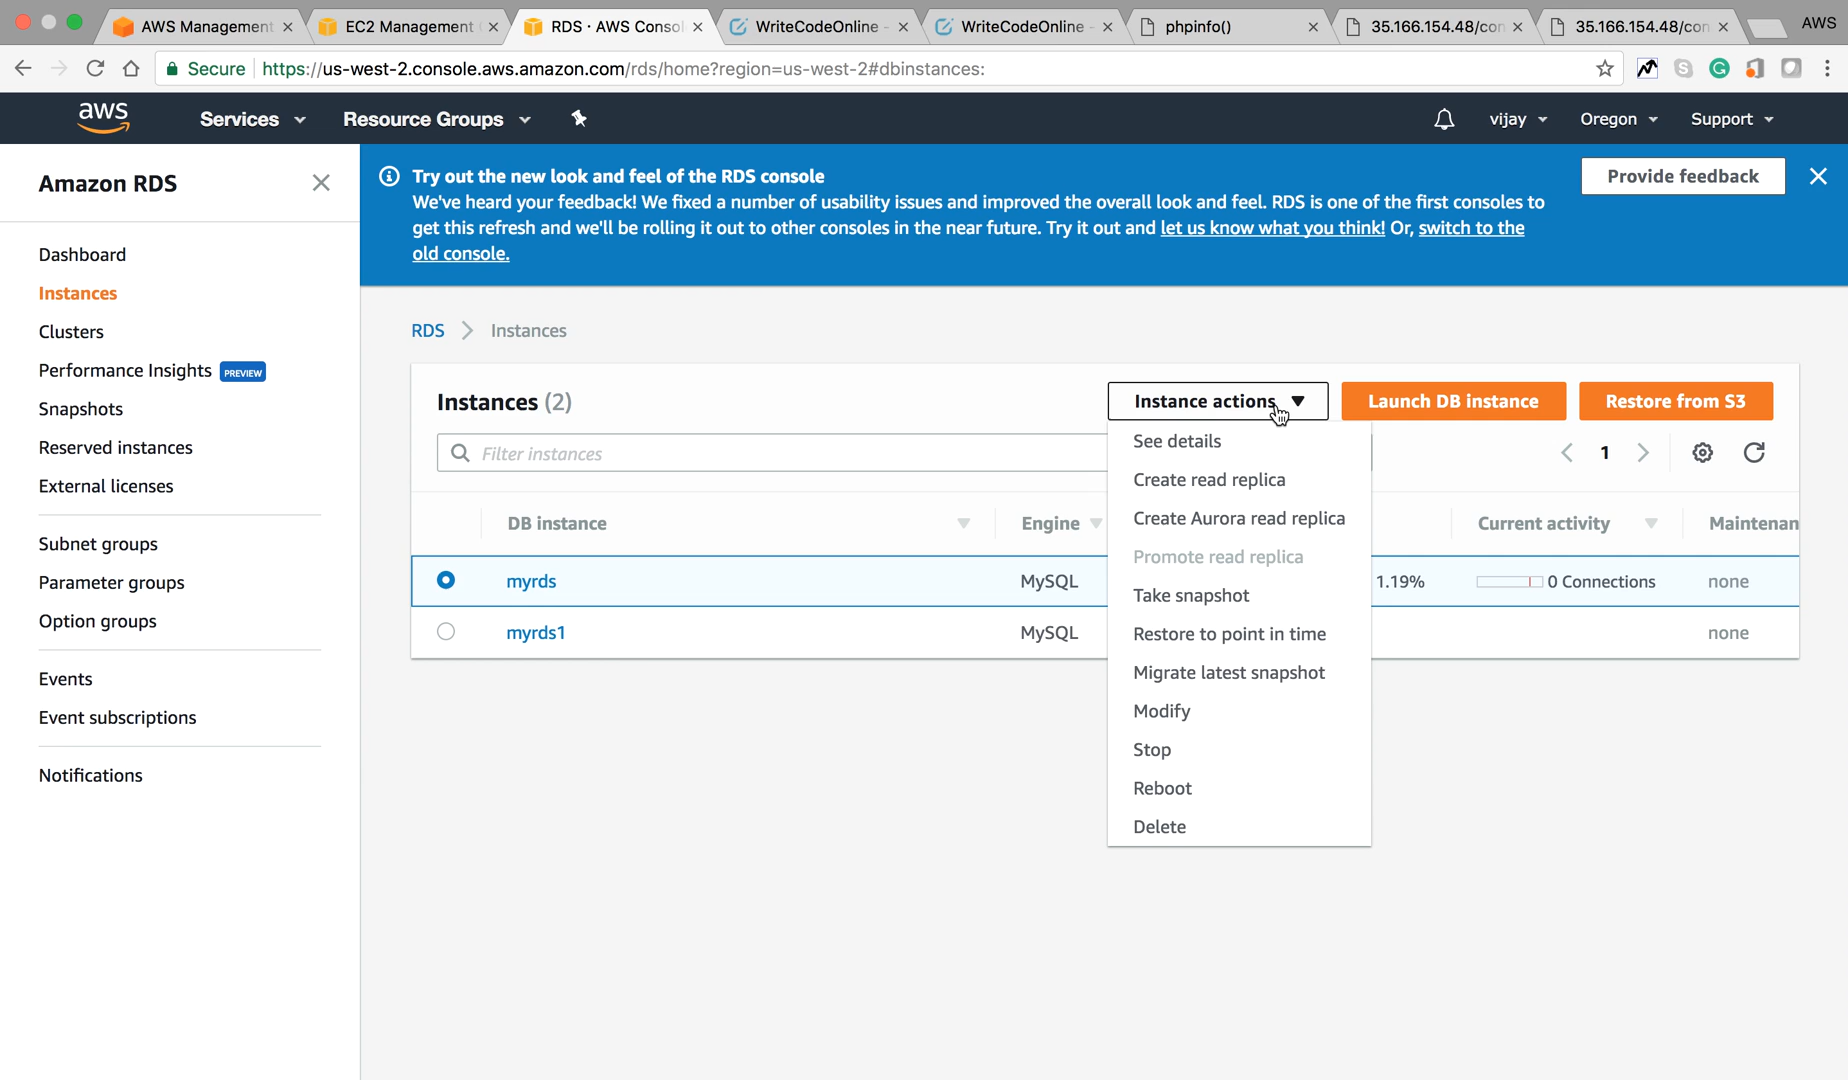 AWS Management
EC2 Management
RDS · AWS Consol
WriteCodeOnline -
WriteCodeOnline -
phpinfo()
35.166.154.48/con
35.166.154.48/con
AWS
Secure https://us-west-2.console.aws.amazon.com/rds/home?region=us-west-2#dbinstances:
aws Services Resource Groups vijay Oregon Support
Amazon RDS
Dashboard
Instances
Clusters
Performance Insights PREVIEW
Snapshots
Reserved instances
External licenses
Subnet groups
Parameter groups
Option groups
Events
Event subscriptions
Notifications
Try out the new look and feel of the RDS console
We've heard your feedback! We fixed a number of usability issues and improved the overall look and feel. RDS is one of the first consoles to
get this refresh and we'll be rolling it out to other consoles in the near future. Try it out and let us know what you think! Or, switch to the
old console.
Provide feedback
RDS Instances
Instances (2)
Instance actions Launch DB instance Restore from S3
Filter instances
1
DB instance Engine Current activity Maintenan
myrds MySQL 1.19% 0 Connections none
myrds1 MySQL none
See details
Create read replica
Create Aurora read replica
Promote read replica
Take snapshot
Restore to point in time
Migrate latest snapshot
Modify
Stop
Reboot
Delete